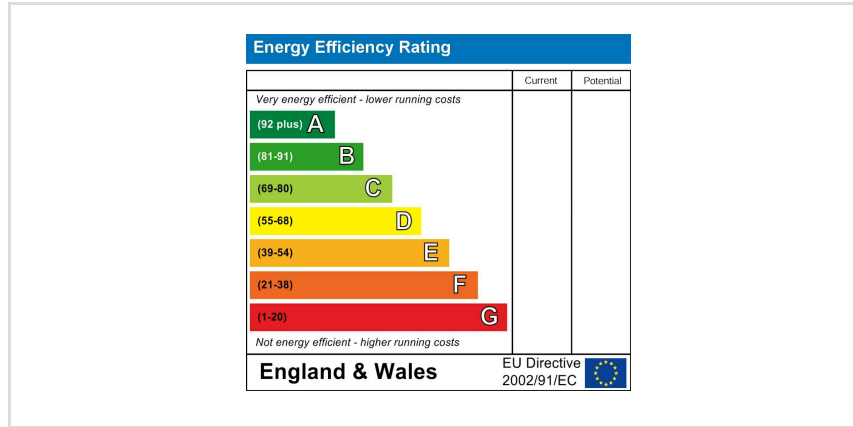 Energy Efficiency Rating
Current Potential
Very energy efficient - lower running costs
(92 plus) A
(81-91) B
(69-80) C
(55-68) D
(39-54) E
(21-38) F
(1-20) G
Not energy efficient - higher running costs
England & Wales
EU Directive
2002/91/EC